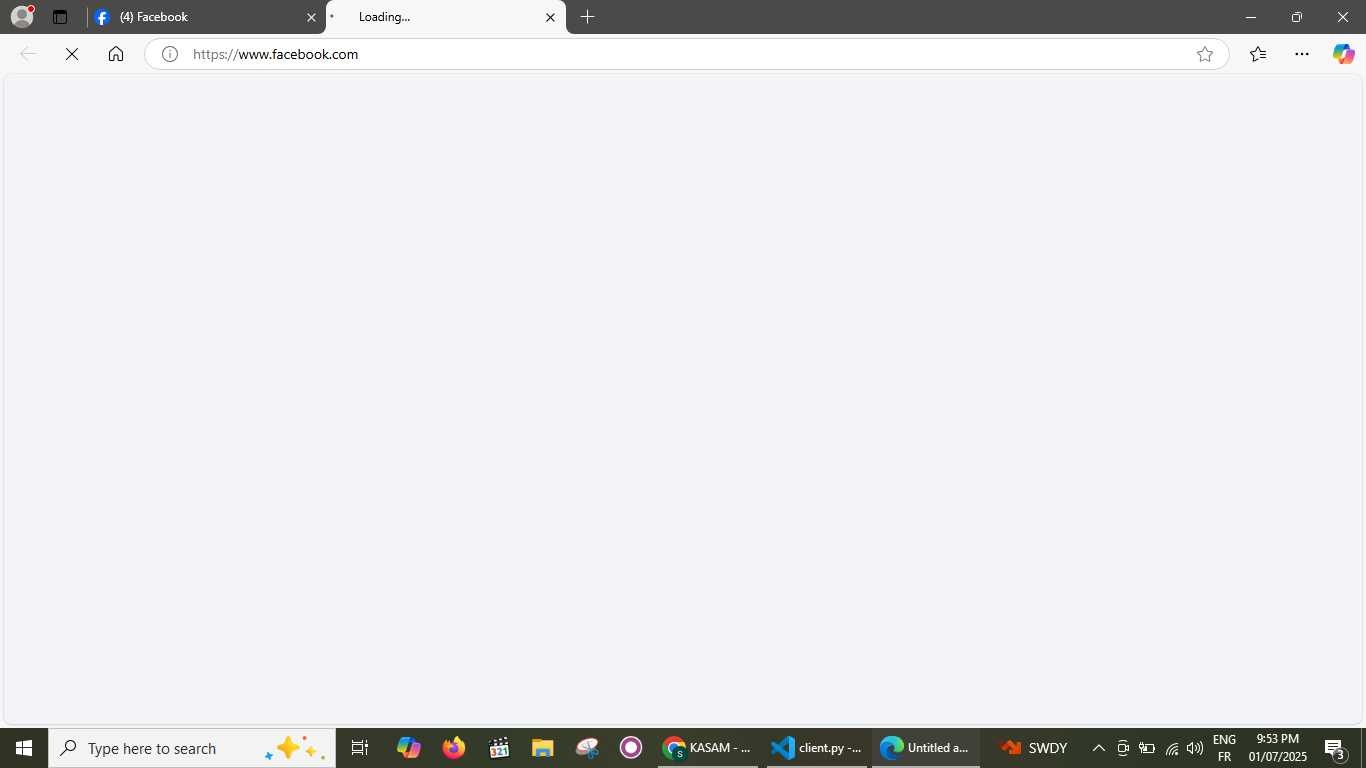 (4) Facebook
Loading...
https://www.facebook.com
Type here to search
321
KASAM - ...
S
client.py -...
Untitled a...
SWDY
ENG
FR
9:53 PM
01/07/2025
3